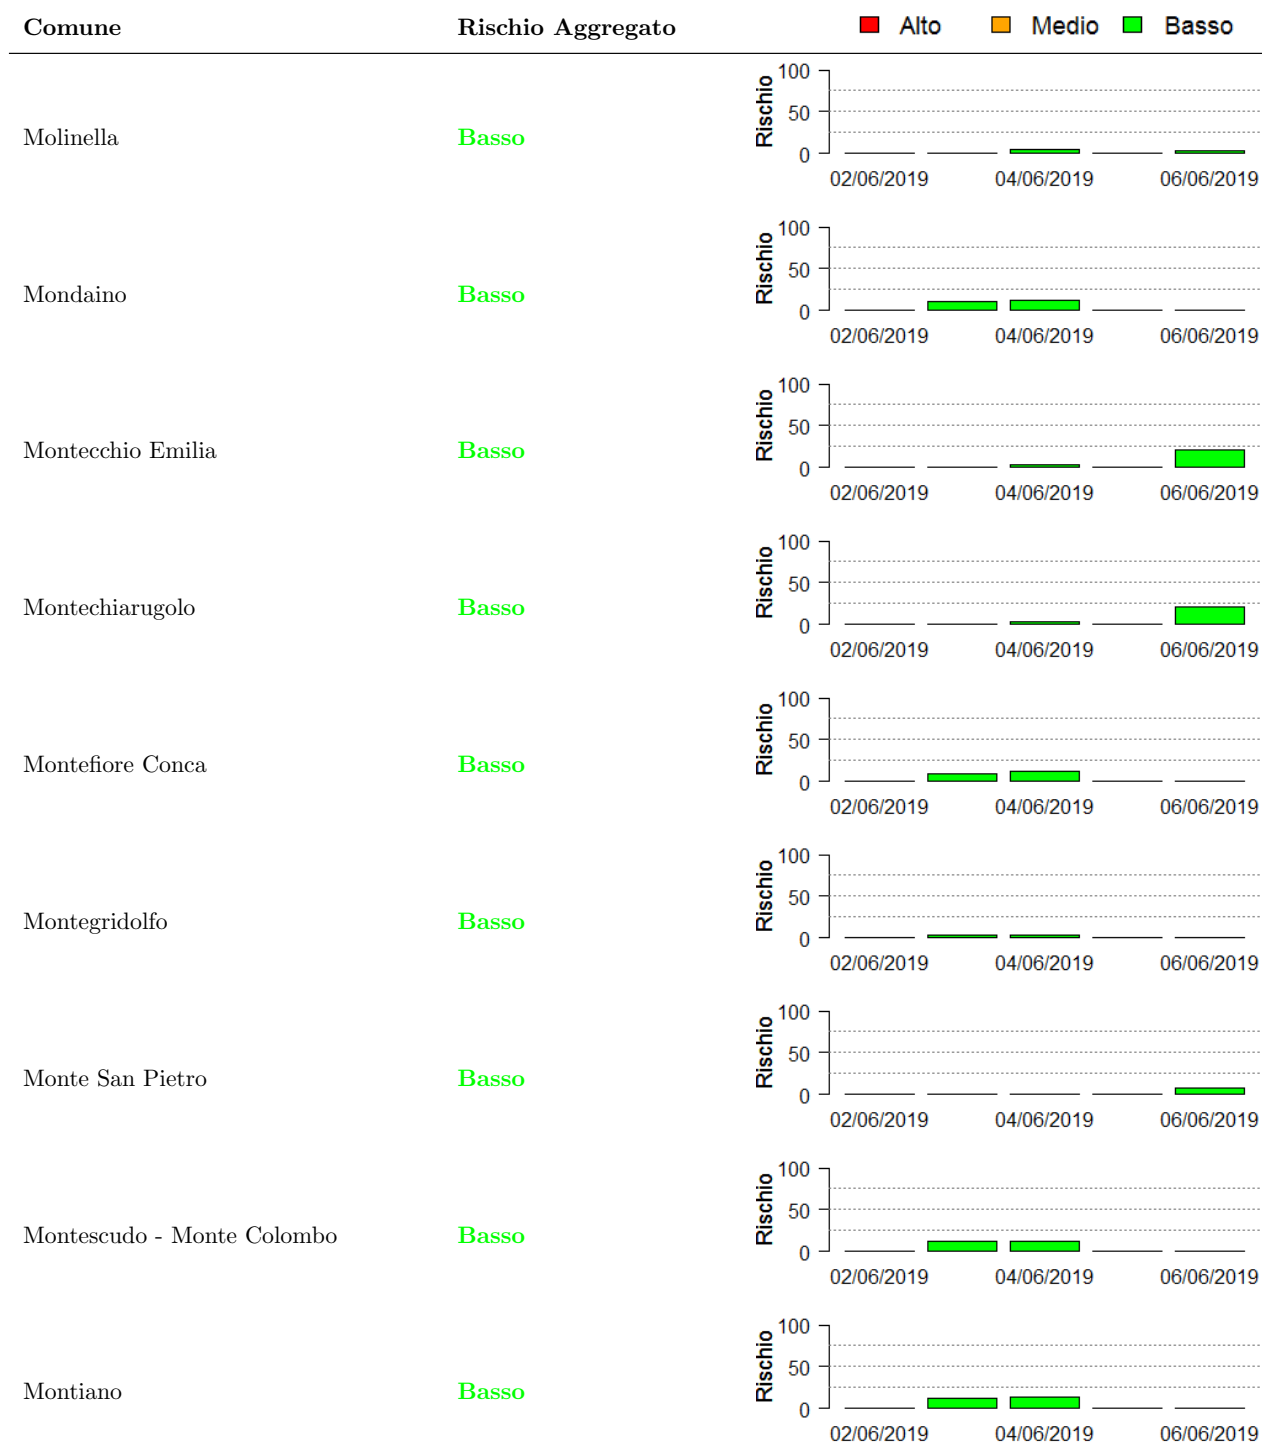 Comune Rischio Aggregato Alto Medio Basso
Molinella Basso Rischio 100 50 0
02/06/2019 04/06/2019 06/06/2019
Mondaino Basso Rischio 100 50 0
02/06/2019 04/06/2019 06/06/2019
Montecchio Emilia Basso Rischio 100 50 0
02/06/2019 04/06/2019 06/06/2019
Montechiarugolo Basso Rischio 100 50 0
02/06/2019 04/06/2019 06/06/2019
Montefiore Conca Basso Rischio 100 50 0
02/06/2019 04/06/2019 06/06/2019
Montegridolfo Basso Rischio 100 50 0
02/06/2019 04/06/2019 06/06/2019
Monte San Pietro Basso Rischio 100 50 0
02/06/2019 04/06/2019 06/06/2019
Montescudo - Monte Colombo Basso Rischio 100 50 0
02/06/2019 04/06/2019 06/06/2019
Montiano Basso Rischio 100 50 0
02/06/2019 04/06/2019 06/06/2019